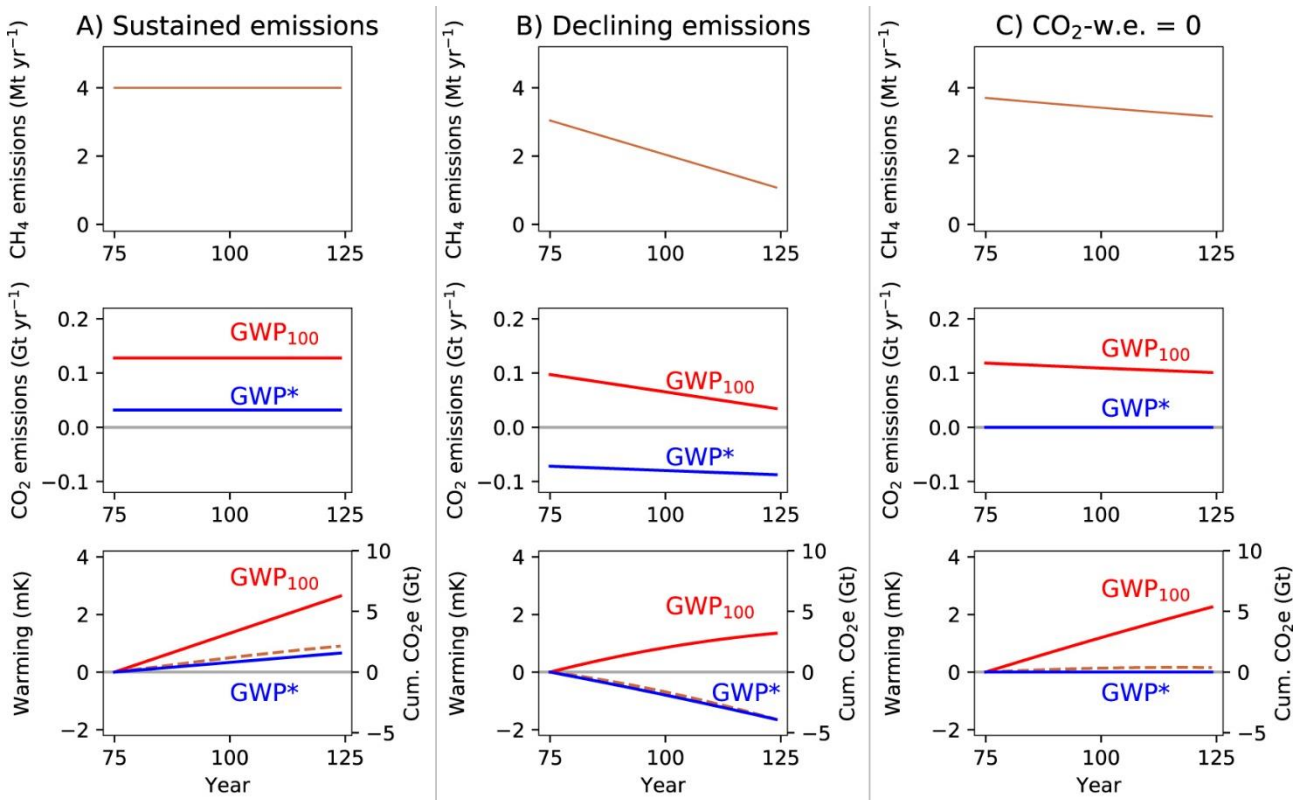 A) Sustained emissions
B) Declining emissions
C) CO₂-w.e. = 0
CH₄ emissions (Mt yr⁻¹)
4
2
0
75 100 125
CH₄ emissions (Mt yr⁻¹)
4
2
0
75 100 125
CH₄ emissions (Mt yr⁻¹)
4
2
0
75 100 125
CO₂ emissions (Gt yr⁻¹)
0.2
0.1
0.0
−0.1
GWP₁₀₀
GWP*
75 100 125
CO₂ emissions (Gt yr⁻¹)
0.2
0.1
0.0
−0.1
GWP₁₀₀
GWP*
75 100 125
CO₂ emissions (Gt yr⁻¹)
0.2
0.1
0.0
−0.1
GWP₁₀₀
GWP*
75 100 125
Warming (mK)
4
2
0
−2
GWP₁₀₀
GWP*
10
5
0
−5
Cum. CO₂e (Gt)
75 100 125
Year
Warming (mK)
4
2
0
−2
GWP₁₀₀
GWP*
10
5
0
−5
Cum. CO₂e (Gt)
75 100 125
Year
Warming (mK)
4
2
0
−2
GWP₁₀₀
GWP*
10
5
0
−5
Cum. CO₂e (Gt)
75 100 125
Year